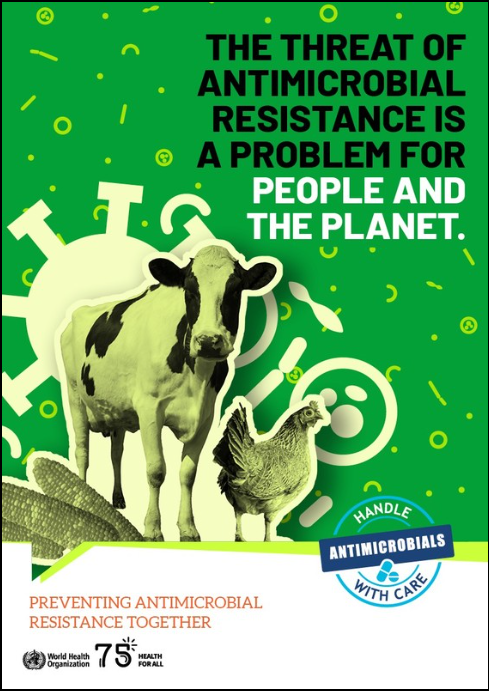 THE THREAT OF
ANTIMICROBIAL
RESISTANCE IS
A PROBLEM FOR
PEOPLE AND
THE PLANET.
HANDLE
ANTIMICROBIALS
WITH CARE
PREVENTING ANTIMICROBIAL
RESISTANCE TOGETHER
World Health
Organization
75
HEALTH
FOR ALL